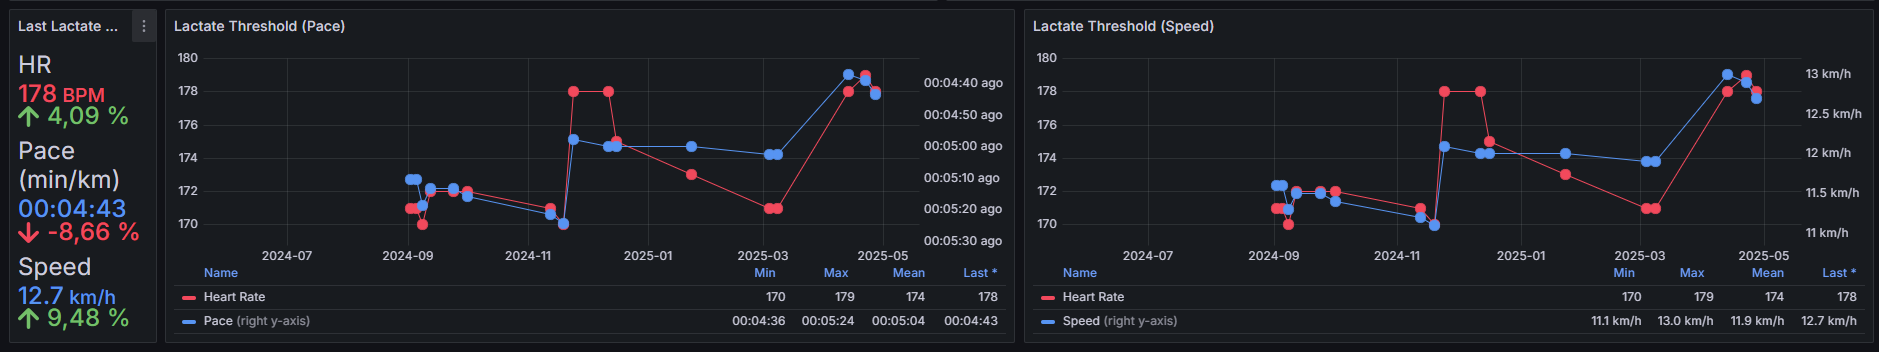 Last Lactate ...
HR
178 BPM
4,09 %
Pace
(min/km)
00:04:43
-8,66 %
Speed
12.7 km/h
9,48 %
Lactate Threshold (Pace)
180
178
176
174
172
170
00:04:40 ago
00:04:50 ago
00:05:00 ago
00:05:10 ago
00:05:20 ago
00:05:30 ago
2024-07 2024-09 2024-11 2025-01 2025-03 2025-05
Name Min Max Mean Last *
Heart Rate 170 179 174 178
Pace (right y-axis) 00:04:36 00:05:24 00:05:04 00:04:43
Lactate Threshold (Speed)
180
178
176
174
172
170
13 km/h
12.5 km/h
12 km/h
11.5 km/h
11 km/h
2024-07 2024-09 2024-11 2025-01 2025-03 2025-05
Name Min Max Mean Last *
Heart Rate 170 179 174 178
Speed (right y-axis) 11.1 km/h 13.0 km/h 11.9 km/h 12.7 km/h